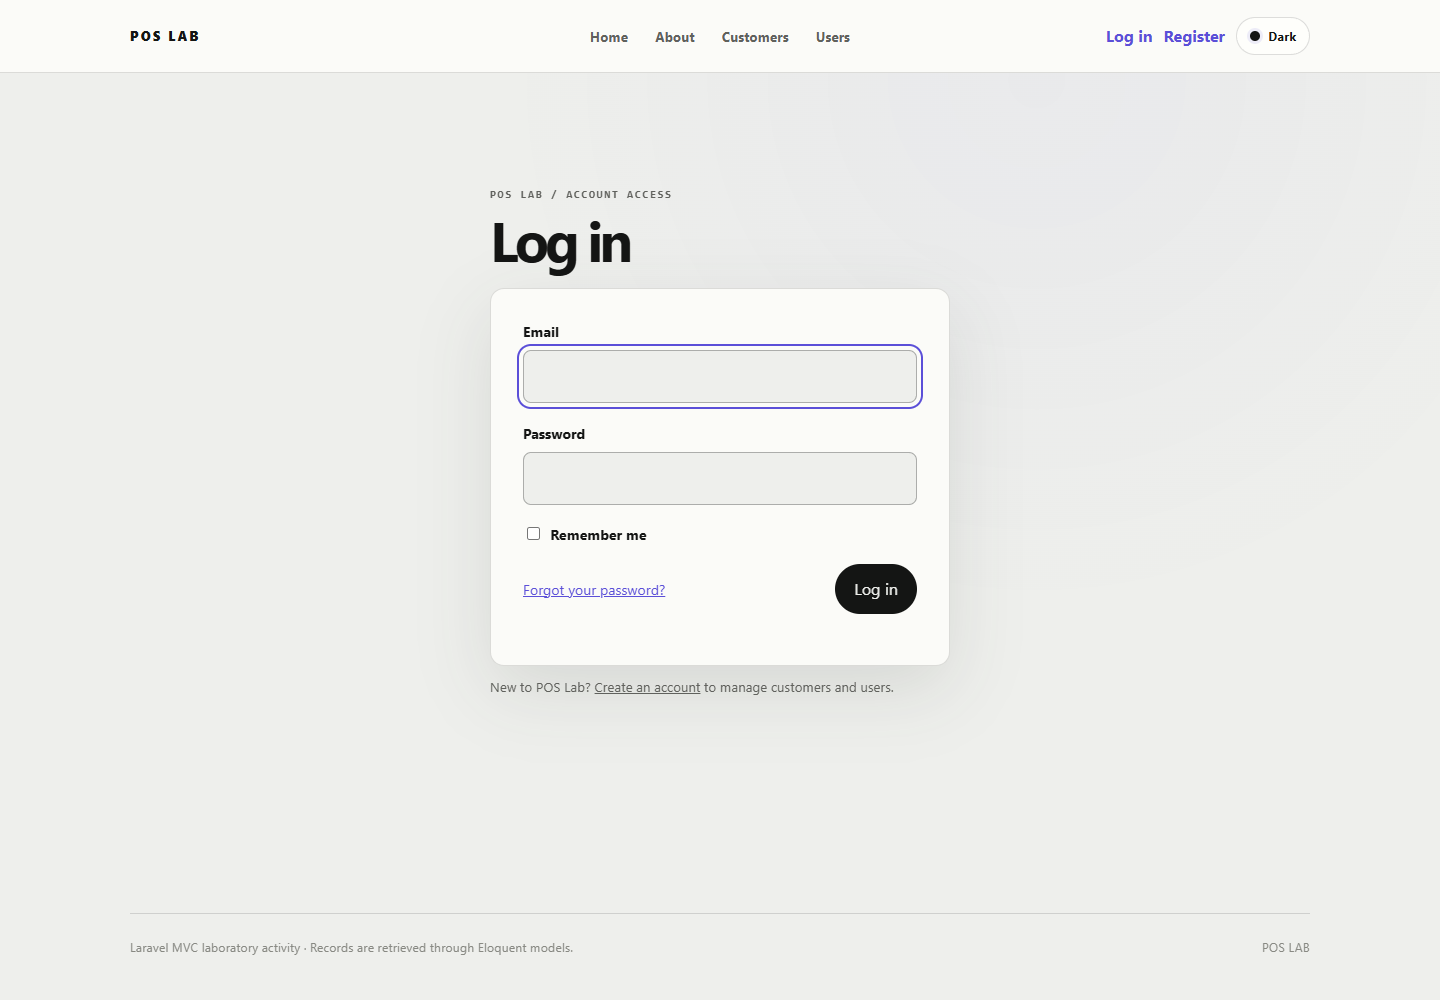 POS LAB
Home About Customers Users
Log in Register Dark
POS LAB / ACCOUNT ACCESS
Log in
Email
Password
Remember me
Forgot your password? Log in
New to POS Lab? Create an account to manage customers and users.
Laravel MVC laboratory activity · Records are retrieved through Eloquent models. POS LAB